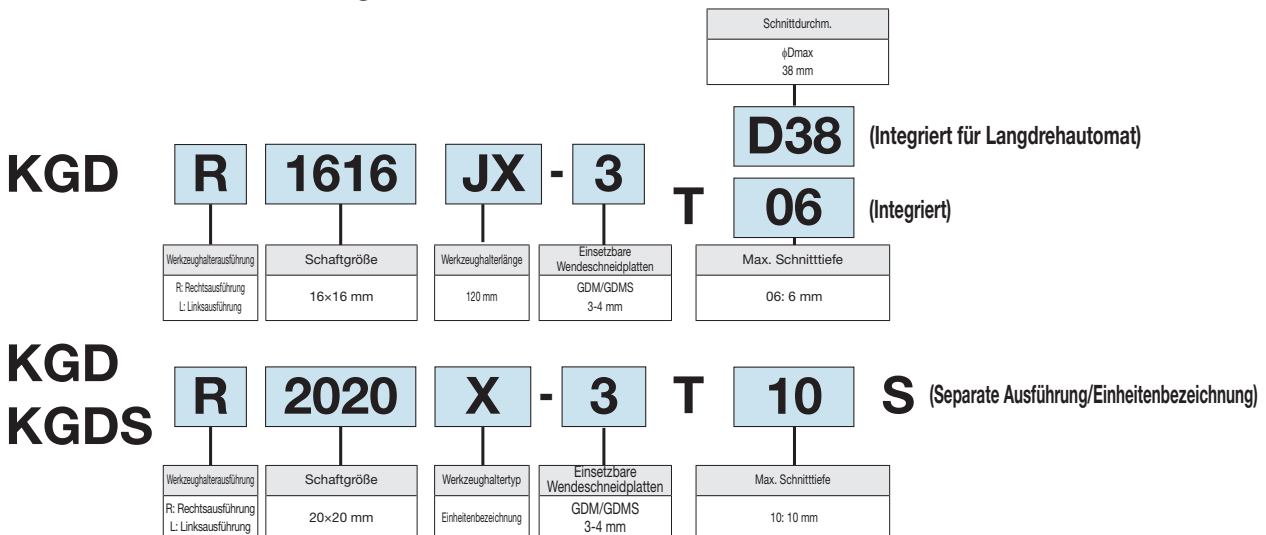 Schnittdurchm.
ϕDmax
38 mm
D38 (Integriert für Langdrehautomat)
KGD R 1616 JX - 3
T 06 (Integriert)
Werkzeughalterausführung
R: Rechtsausführung
L: Linksausführung
Schaftgröße
16×16 mm
Werkzeughalterlänge
120 mm
Einsetzbare
Wendeschneidplatten
GDM/GDMS
3-4 mm
Max. Schnitttiefe
06: 6 mm
KGD
KGDS
R 2020 X - 3 T 10 S (Separate Ausführung/Einheitenbezeichnung)
Werkzeughalterausführung
R: Rechtsausführung
L: Linksausführung
Schaftgröße
20×20 mm
Werkzeughaltertyp
Einheitenbezeichnung
Einsetzbare
Wendeschneidplatten
GDM/GDMS
3-4 mm
Max. Schnitttiefe
10: 10 mm